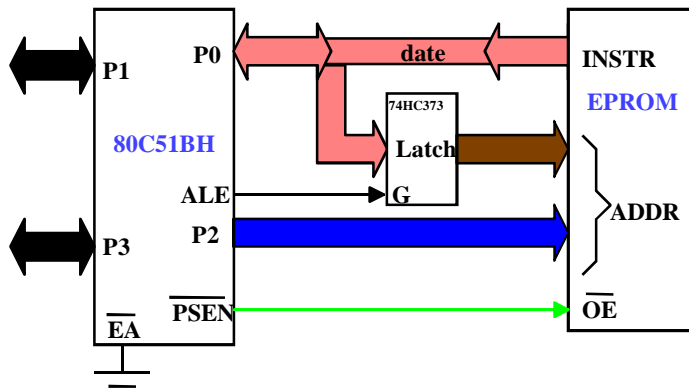 P0
date
INSTR
P1
EPROM
74HC373
80C51BH
Latch
ALE
G
ADDR
P2
P3
PSEN
OE
EA